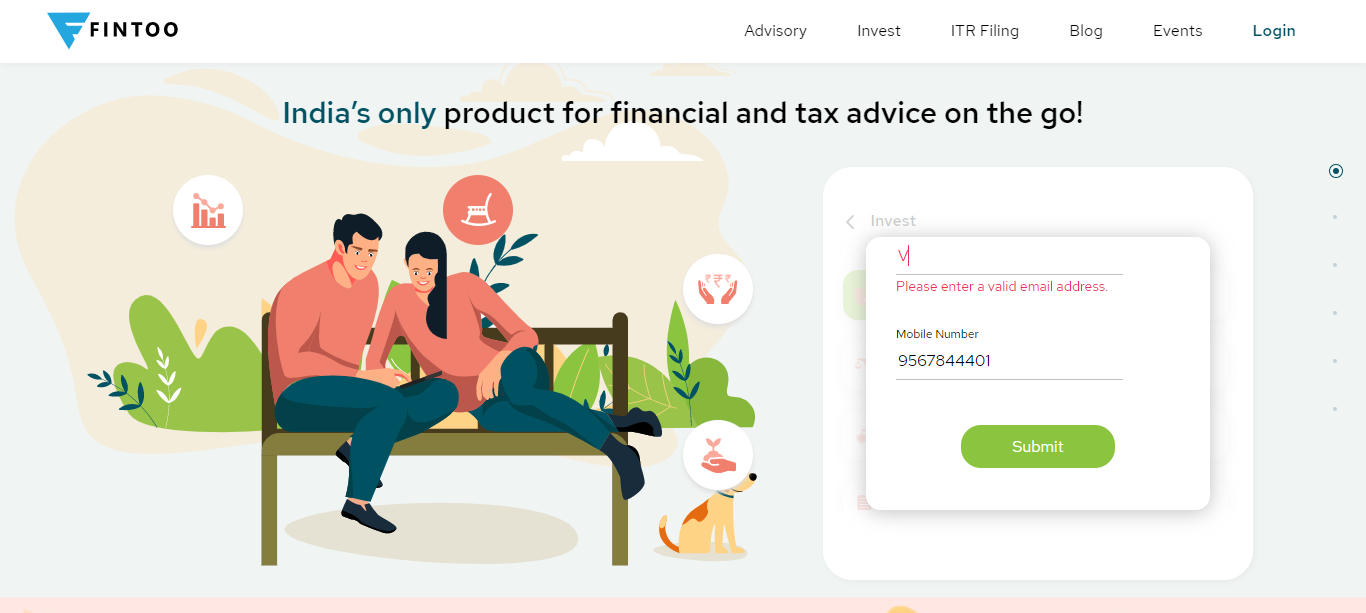 FINTOO
Advisory
Invest
ITR Filing
Blog
Events
Login
India's only product for financial and tax advice on the go!
Invest
V
Please enter a valid email address.
Mobile Number
9567844401
Submit